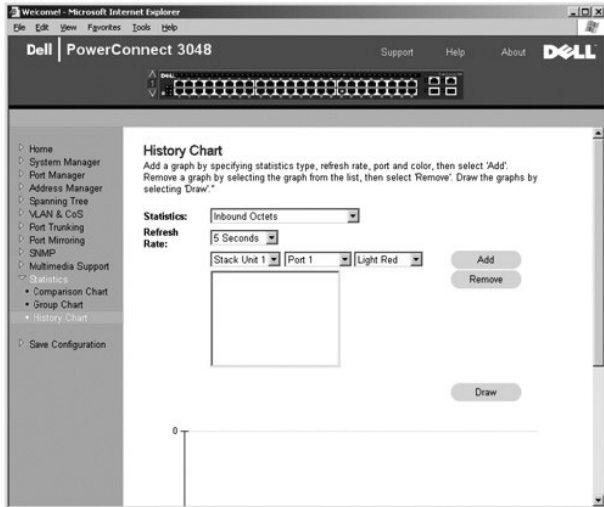 Welcome! - Microsoft Internet Explorer
File Edit View Favorites Tools Help
Dell | PowerConnect 3048
Support Help About DELL
1
Home
System Manager
Port Manager
Address Manager
Spanning Tree
VLAN & CoS
Port Trunking
Port Mirroring
SNMP
Multimedia Support
Statistics
Comparison Chart
Group Chart
History Chart
Save Configuration
History Chart
Add a graph by specifying statistics type, refresh rate, port and color, then select 'Add'.
Remove a graph by selecting the graph from the list, then select 'Remove'. Draw the graphs by
selecting 'Draw'."
Statistics: Inbound Octets
Refresh
Rate: 5 Seconds
Stack Unit 1 Port 1 Light Red Add
Remove
Draw
0